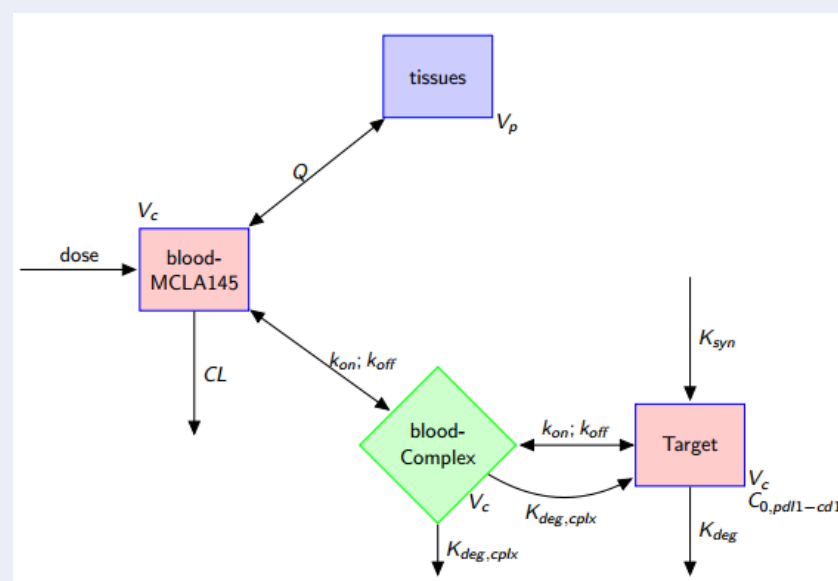 tissues
V_p
Q
V_c
dose
blood-
MCLA145
CL
k_on; k_off
K_syn
blood-
Complex
k_on; k_off
Target
V_c
K_deg,cplx
V_c
C_0,pdl1−cd1
K_deg,cplx
K_deg